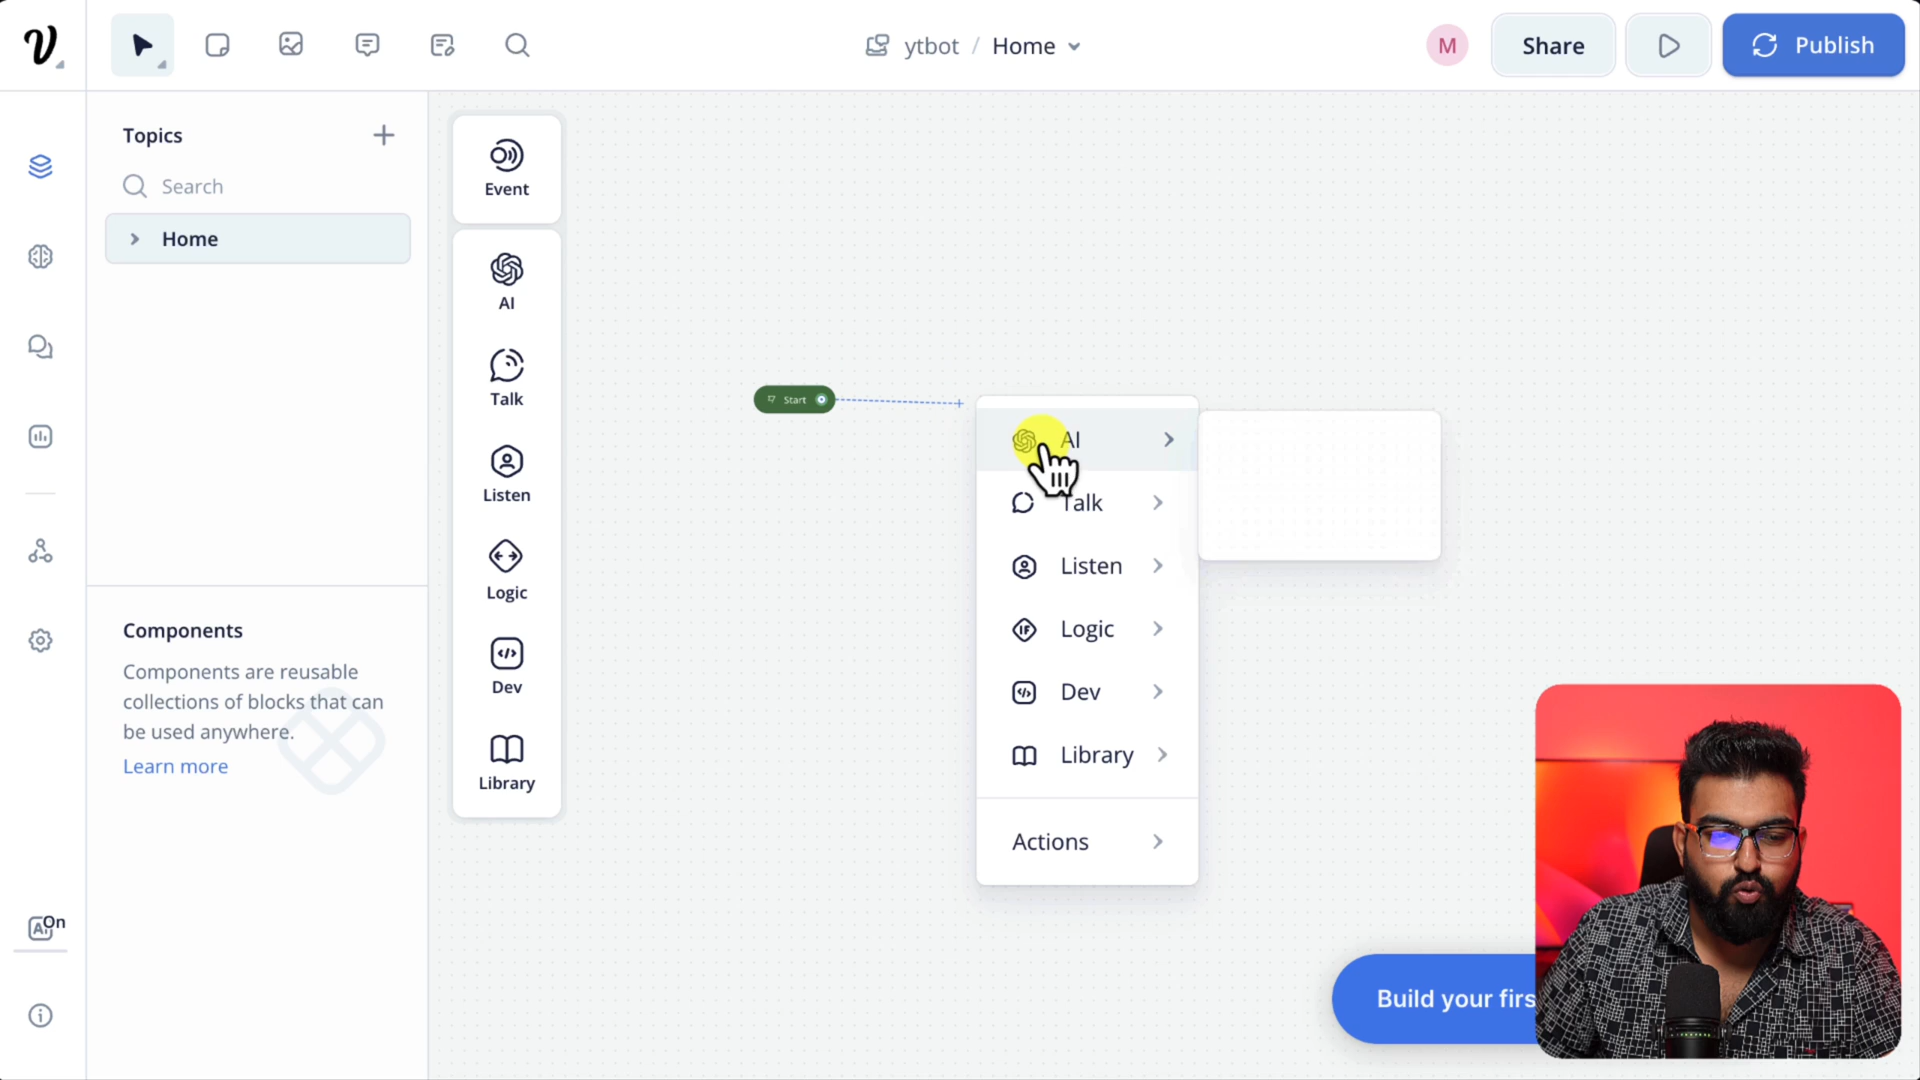 ytbot / Home
M
Share
Publish
Topics
Search
Home
Event
AI
Talk
Listen
Logic
Dev
Library
Start
AI
Talk
Listen
Logic
Dev
Library
Actions
Components
Components are reusable
collections of blocks that can
be used anywhere.
Learn more
On
Build your firs